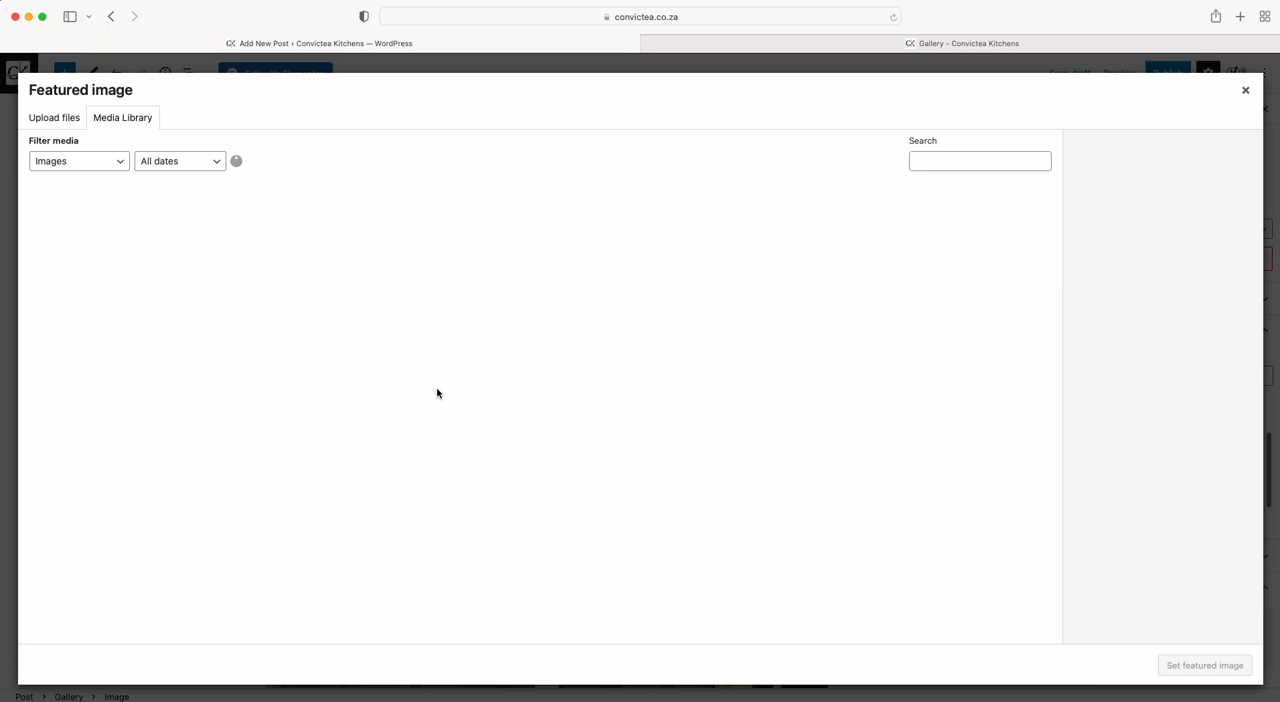 convictea.co.za
Add New Post ‹ Convictea Kitchens — WordPress
Gallery - Convictea Kitchens
Featured image
Upload files
Media Library
Filter media
Images
All dates
Search
Set featured image
Post
Gallery
Image